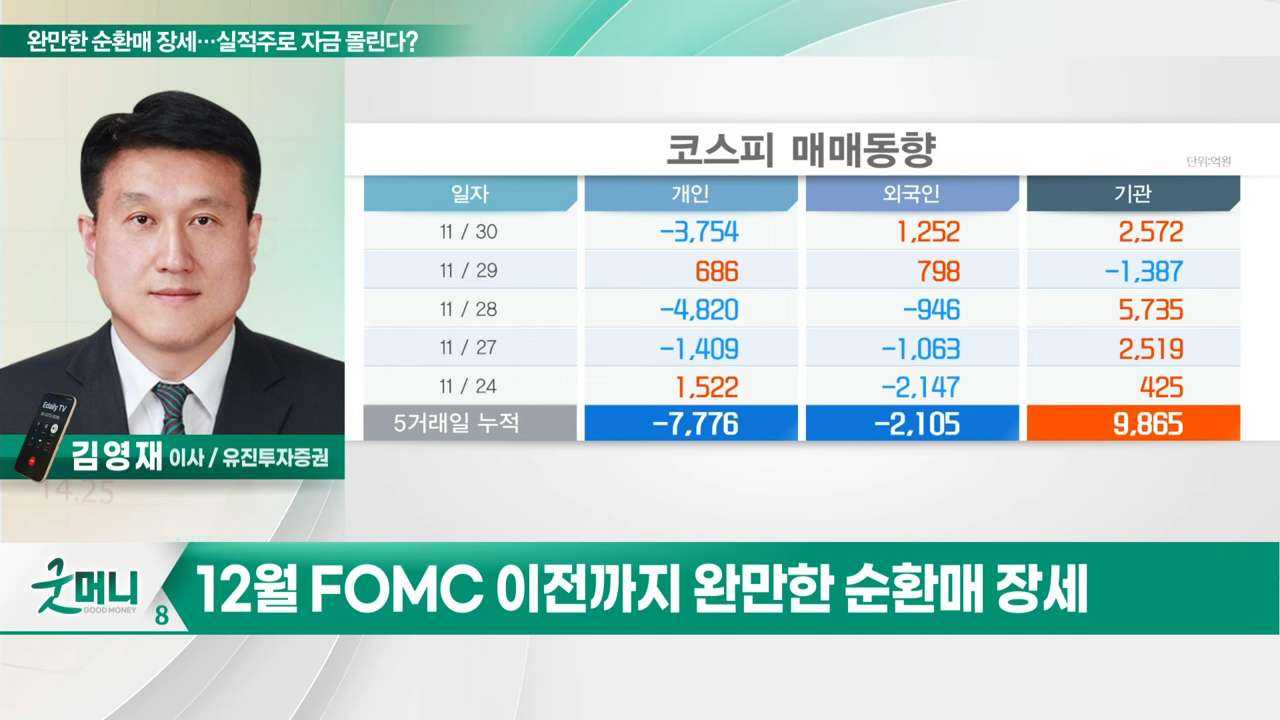 완만한 순환매 장세…실적주로 자금 몰린다?
코스피 매매동향
단위:억원
일자 개인 외국인 기관
11 / 30 -3,754 1,252 2,572
11 / 29 686 798 -1,387
11 / 28 -4,820 -946 5,735
11 / 27 -1,409 -1,063 2,519
11 / 24 1,522 -2,147 425
5거래일 누적 -7,776 -2,105 9,865
Edaily TV
김영재 이사 / 유진투자증권
14.25
굿머니
GOOD MONEY
8
12월 FOMC 이전까지 완만한 순환매 장세